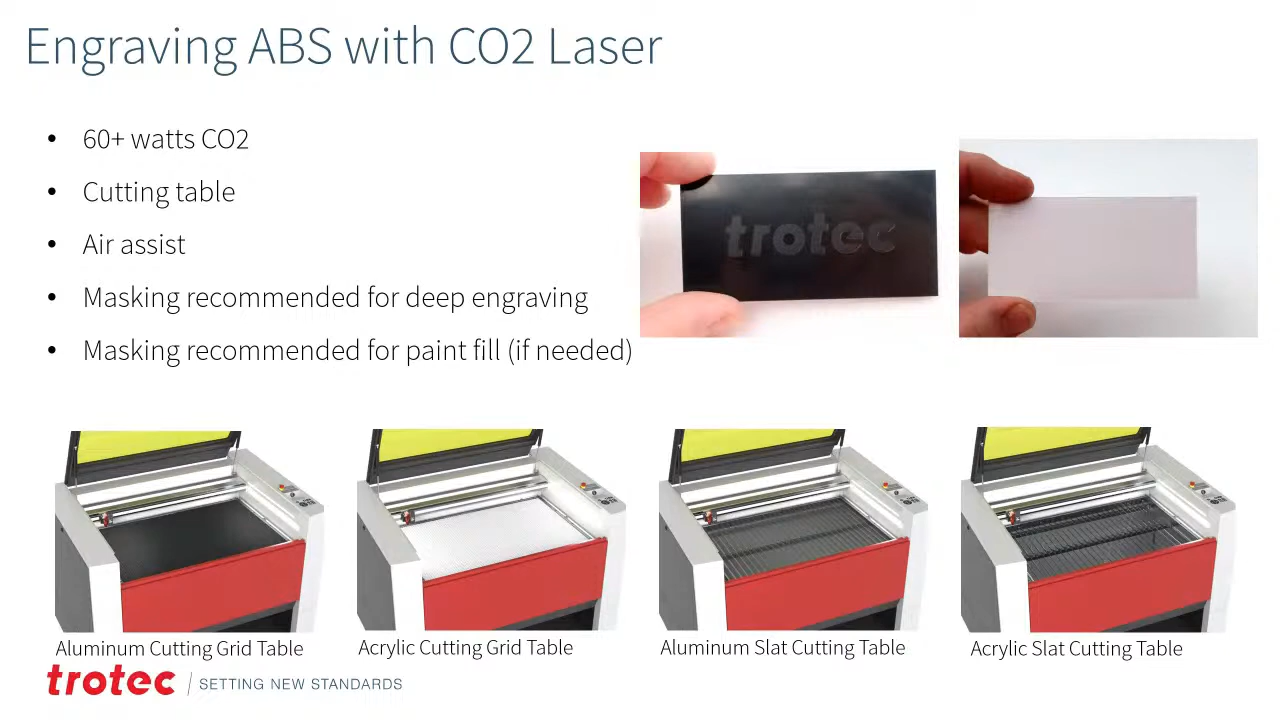 Engraving ABS with CO2 Laser
• 60+ watts CO2
• Cutting table
• Air assist
• Masking recommended for deep engraving
• Masking recommended for paint fill (if needed)
trotec
Aluminum Cutting Grid Table
Acrylic Cutting Grid Table
Aluminum Slat Cutting Table
Acrylic Slat Cutting Table
trotec | SETTING NEW STANDARDS